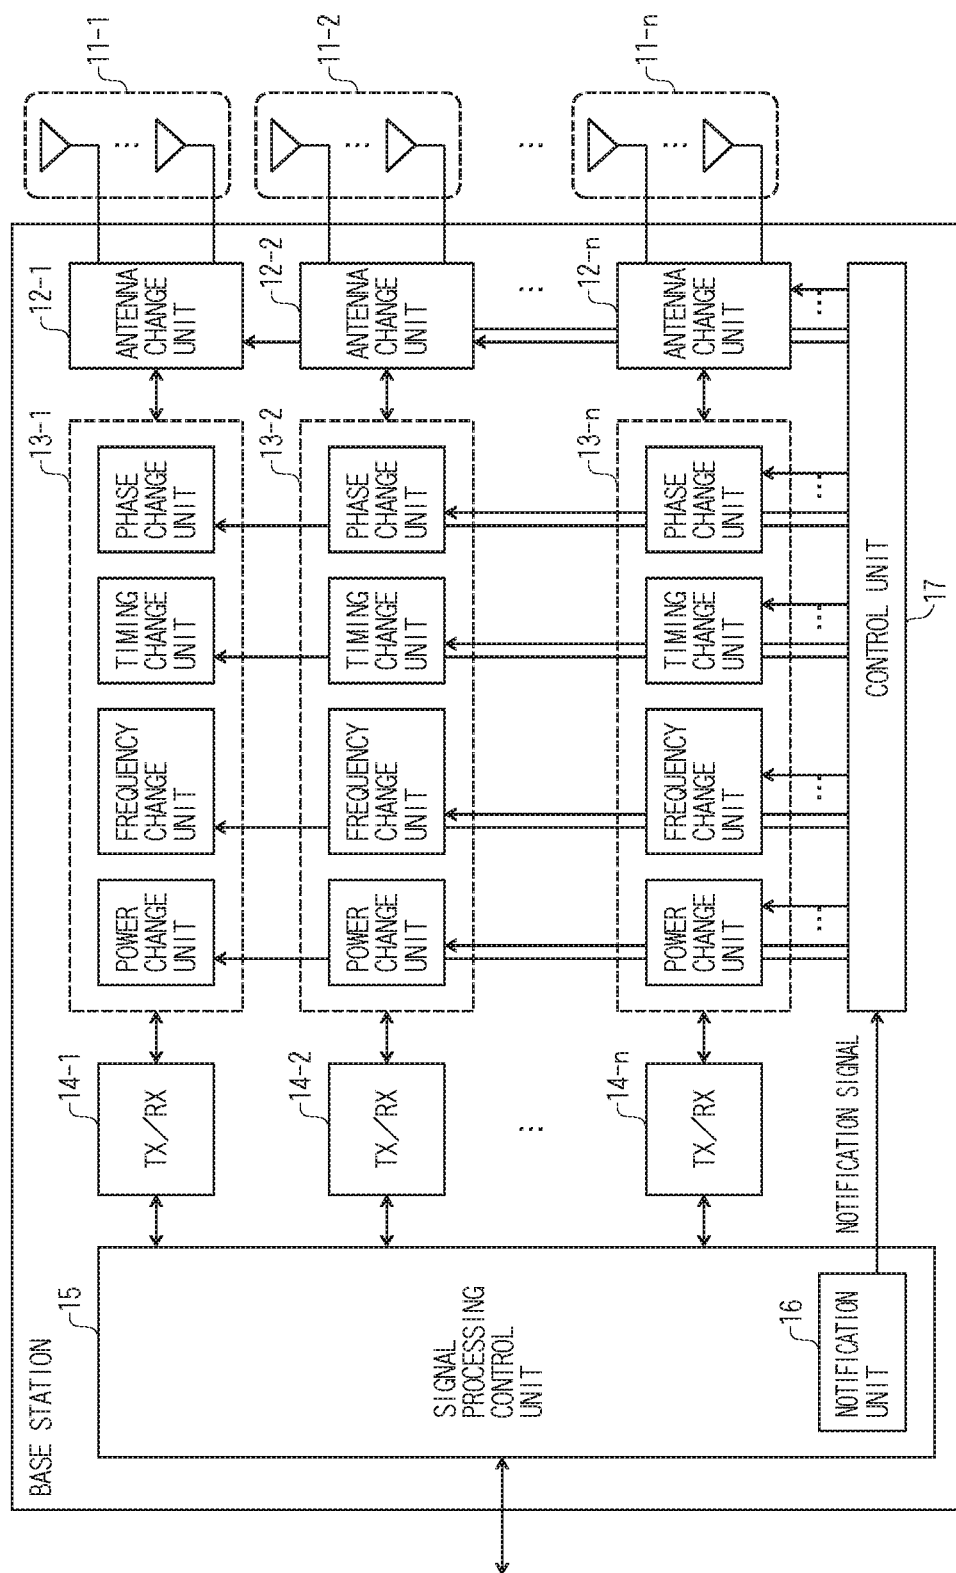 BASE STATION
15
SIGNAL
PROCESSING
CONTROL
UNIT
16
NOTIFICATION
UNIT
NOTIFICATION SIGNAL
14-1
TX/RX
14-2
TX/RX
...
14-n
TX/RX
13-1
POWER
CHANGE
UNIT
FREQUENCY
CHANGE
UNIT
TIMING
CHANGE
UNIT
PHASE
CHANGE
UNIT
13-2
POWER
CHANGE
UNIT
FREQUENCY
CHANGE
UNIT
TIMING
CHANGE
UNIT
PHASE
CHANGE
UNIT
13-n
POWER
CHANGE
UNIT
FREQUENCY
CHANGE
UNIT
TIMING
CHANGE
UNIT
PHASE
CHANGE
UNIT
...
...
...
...
...
12-1
ANTENNA
CHANGE
UNIT
12-2
ANTENNA
CHANGE
UNIT
...
12-n
ANTENNA
CHANGE
UNIT
CONTROL UNIT
17
11-1
...
11-2
...
...
11-n
...